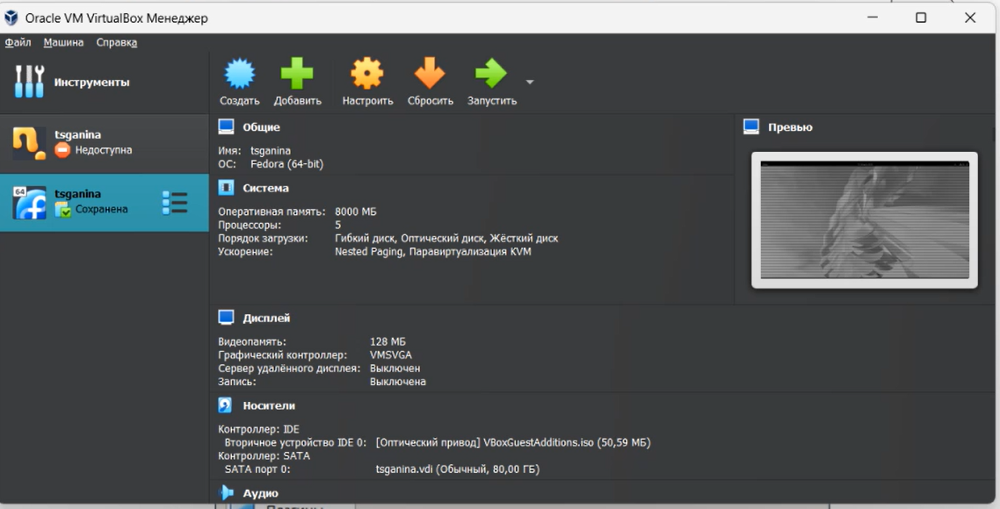 Oracle VM VirtualBox Менеджер
Файл Машина Справка
Инструменты
Создать Добавить Настроить Сбросить Запустить
tsganina
Недоступна
64
tsganina
Сохранена
Общие
Имя: tsganina
ОС: Fedora (64-bit)
Система
Оперативная память: 8000 МБ
Процессоры: 5
Порядок загрузки: Гибкий диск, Оптический диск, Жёсткий диск
Ускорение: Nested Paging, Паравиртуализация KVM
Превью
Дисплей
Видеопамять: 128 МБ
Графический контроллер: VMSVGA
Сервер удалённого дисплея: Выключен
Запись: Выключена
Носители
Контроллер: IDE
Вторичное устройство IDE 0: [Оптический привод] VBoxGuestAdditions.iso (50,59 МБ)
Контроллер: SATA
SATA порт 0: tsganina.vdi (Обычный, 80,00 ГБ)
Аудио